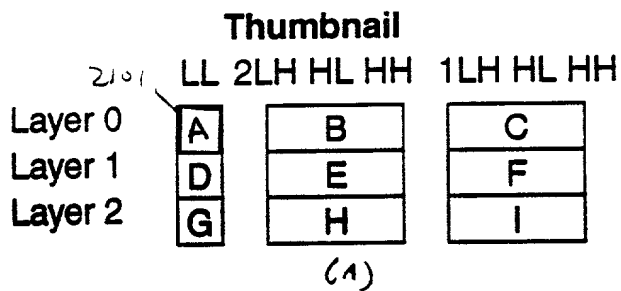 Thumbnail
2101 LL 2LH HL HH 1LH HL HH
Layer 0 A B C
Layer 1 D E F
Layer 2 G H I
(A)